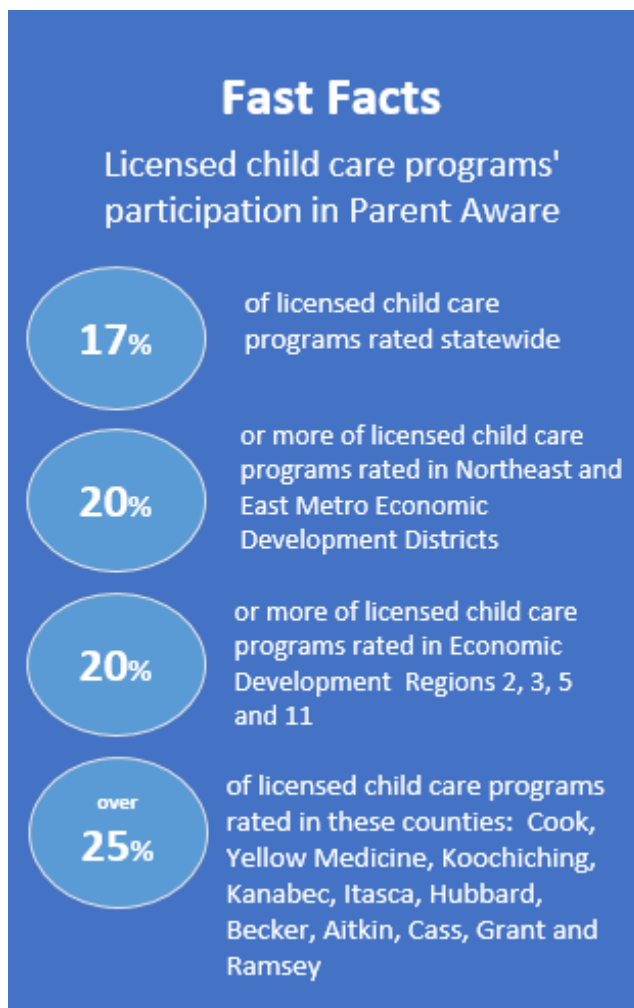 Fast Facts
Licensed child care programs'
participation in Parent Aware
17%
of licensed child care
programs rated statewide
20%
or more of licensed child care
programs rated in Northeast and
East Metro Economic
Development Districts
20%
or more of licensed child care
programs rated in Economic
Development Regions 2, 3, 5
and 11
over
25%
of licensed child care programs
rated in these counties: Cook,
Yellow Medicine, Koochiching,
Kanabec, Itasca, Hubbard,
Becker, Aitkin, Cass, Grant and
Ramsey